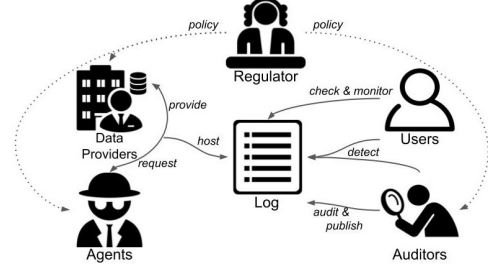 policy
policy
Regulator
check & monitor
provide
Data
Providers
host
Users
detect
request
Log
audit &
publish
Agents
Auditors